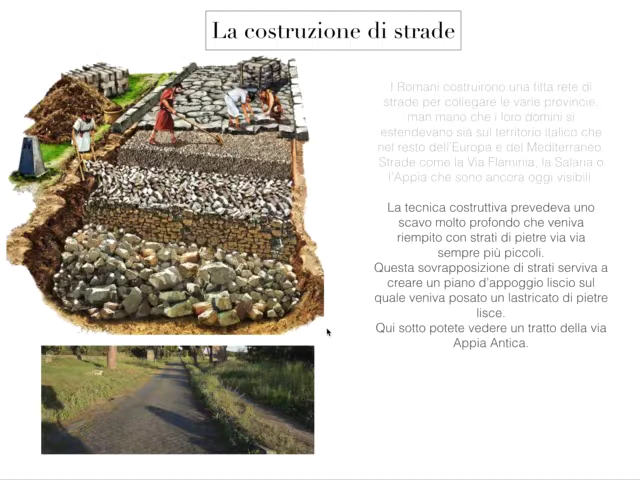 La costruzione di strade
I Romani costruirono una fitta rete di
strade per collegare le varie provincie,
man mano che i loro domini si
estendevano sia sul territorio italico che
nel resto dell'Europa e del Mediterraneo.
Strade come la Via Flaminia, la Salaria o
l'Appia che sono ancora oggi visibili
La tecnica costruttiva prevedeva uno
scavo molto profondo che veniva
riempito con strati di pietre via via
sempre più piccoli.
Questa sovrapposizione di strati serviva a
creare un piano d'appoggio liscio sul
quale veniva posato un lastricato di pietre
lisce.
Qui sotto potete vedere un tratto della via
Appia Antica.